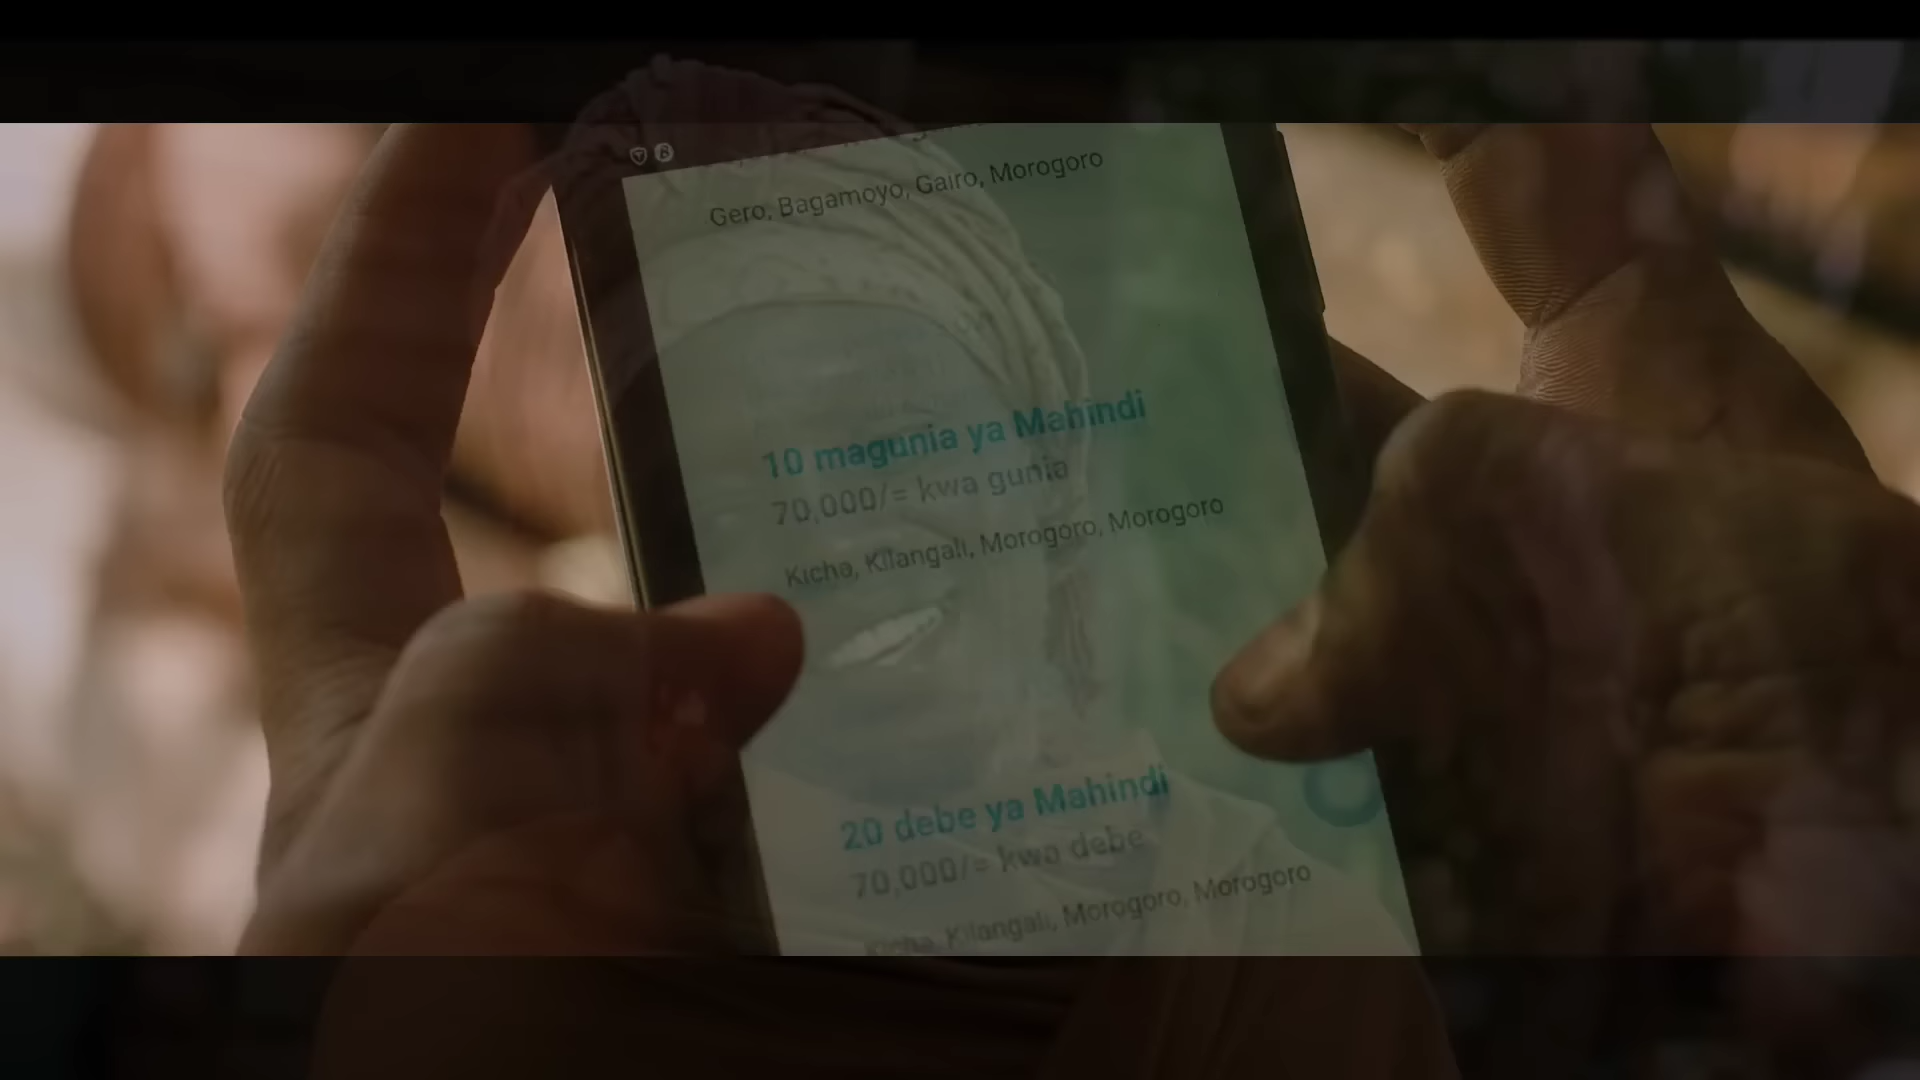 Gero, Bagamoyo, Gairo, Morogoro
10 magunia ya Mahindi
70,000/= kwa gunia
Kicha, Kilangali, Morogoro, Morogoro
20 debe ya Mahindi
70,000/= kwa debe
Kicha, Kilangali, Morogoro, Morogoro